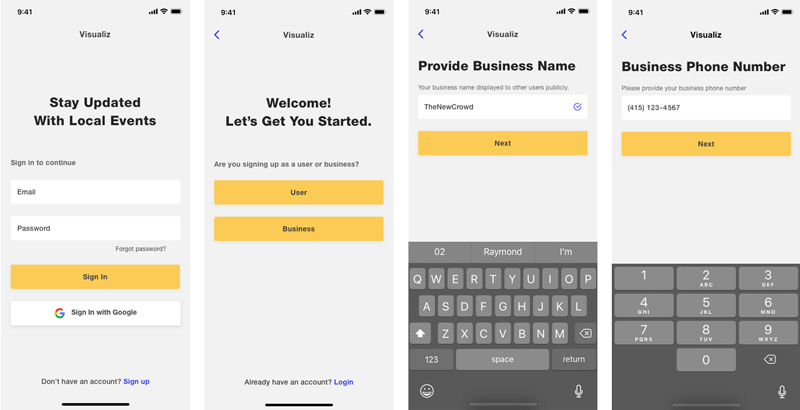 9:41
Visualiz
Stay Updated
With Local Events
Sign in to continue
Email
Password
Forgot password?
Sign In
Sign In with Google
Don't have an account? Sign up
9:41
Visualiz
Welcome!
Let's Get You Started.
Are you signing up as a user or business?
User
Business
Already have an account? Login
9:41
Visualiz
Provide Business Name
Your business name displayed to other users publicly.
TheNewCrowd
Next
02 Raymond I'm
Q W E R T Y U I O P
A S D F G H J K L
Z X C V B N M
123 space return
9:41
Visualiz
Business Phone Number
Please provide your business phone number
(415) 123-4567
Next
1 2 3
ABC DEF
4 5 6
GHI JKL MNO
7 8 9
PQRS TUV WXYZ
0